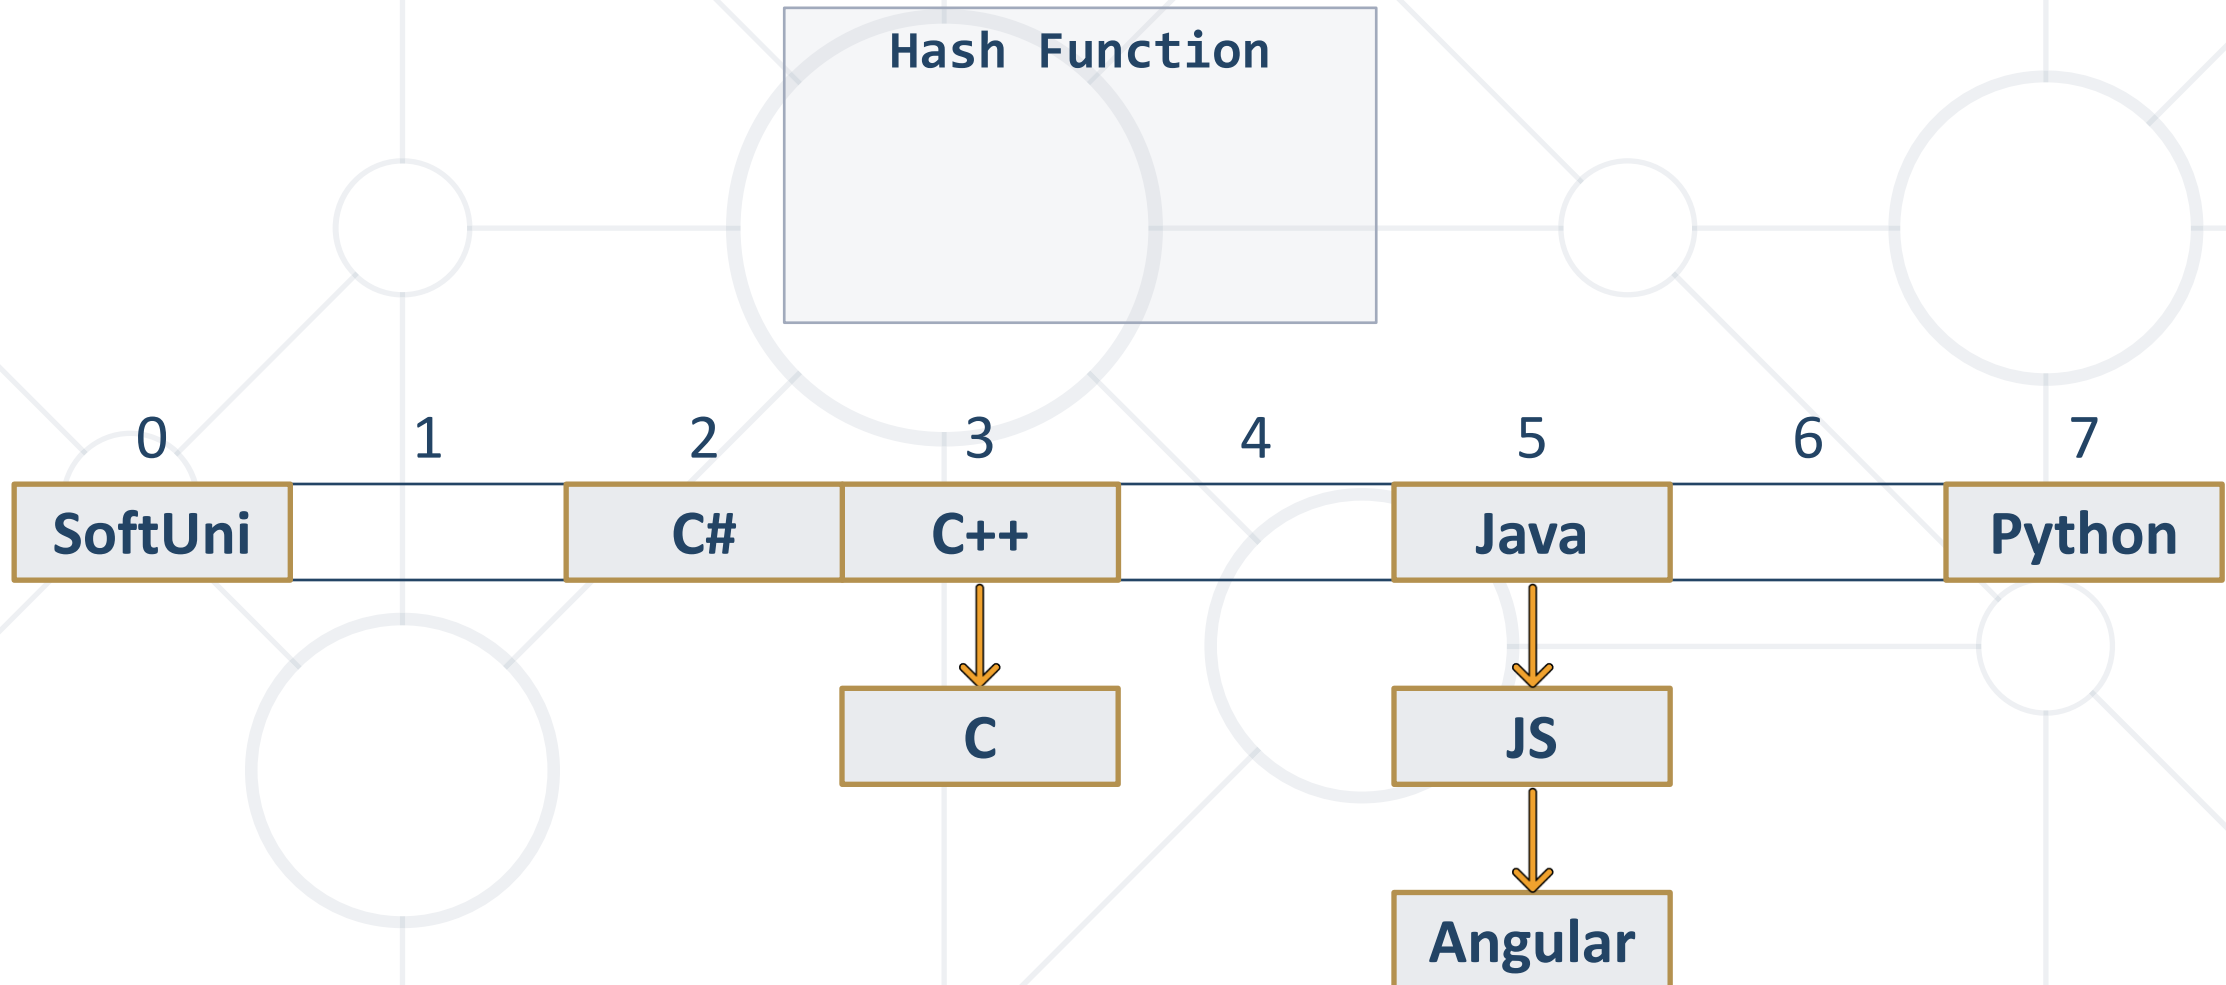 Hash Function
0 1 2 3 4 5 6 7
SoftUni C# C++ Java Python
C JS
Angular